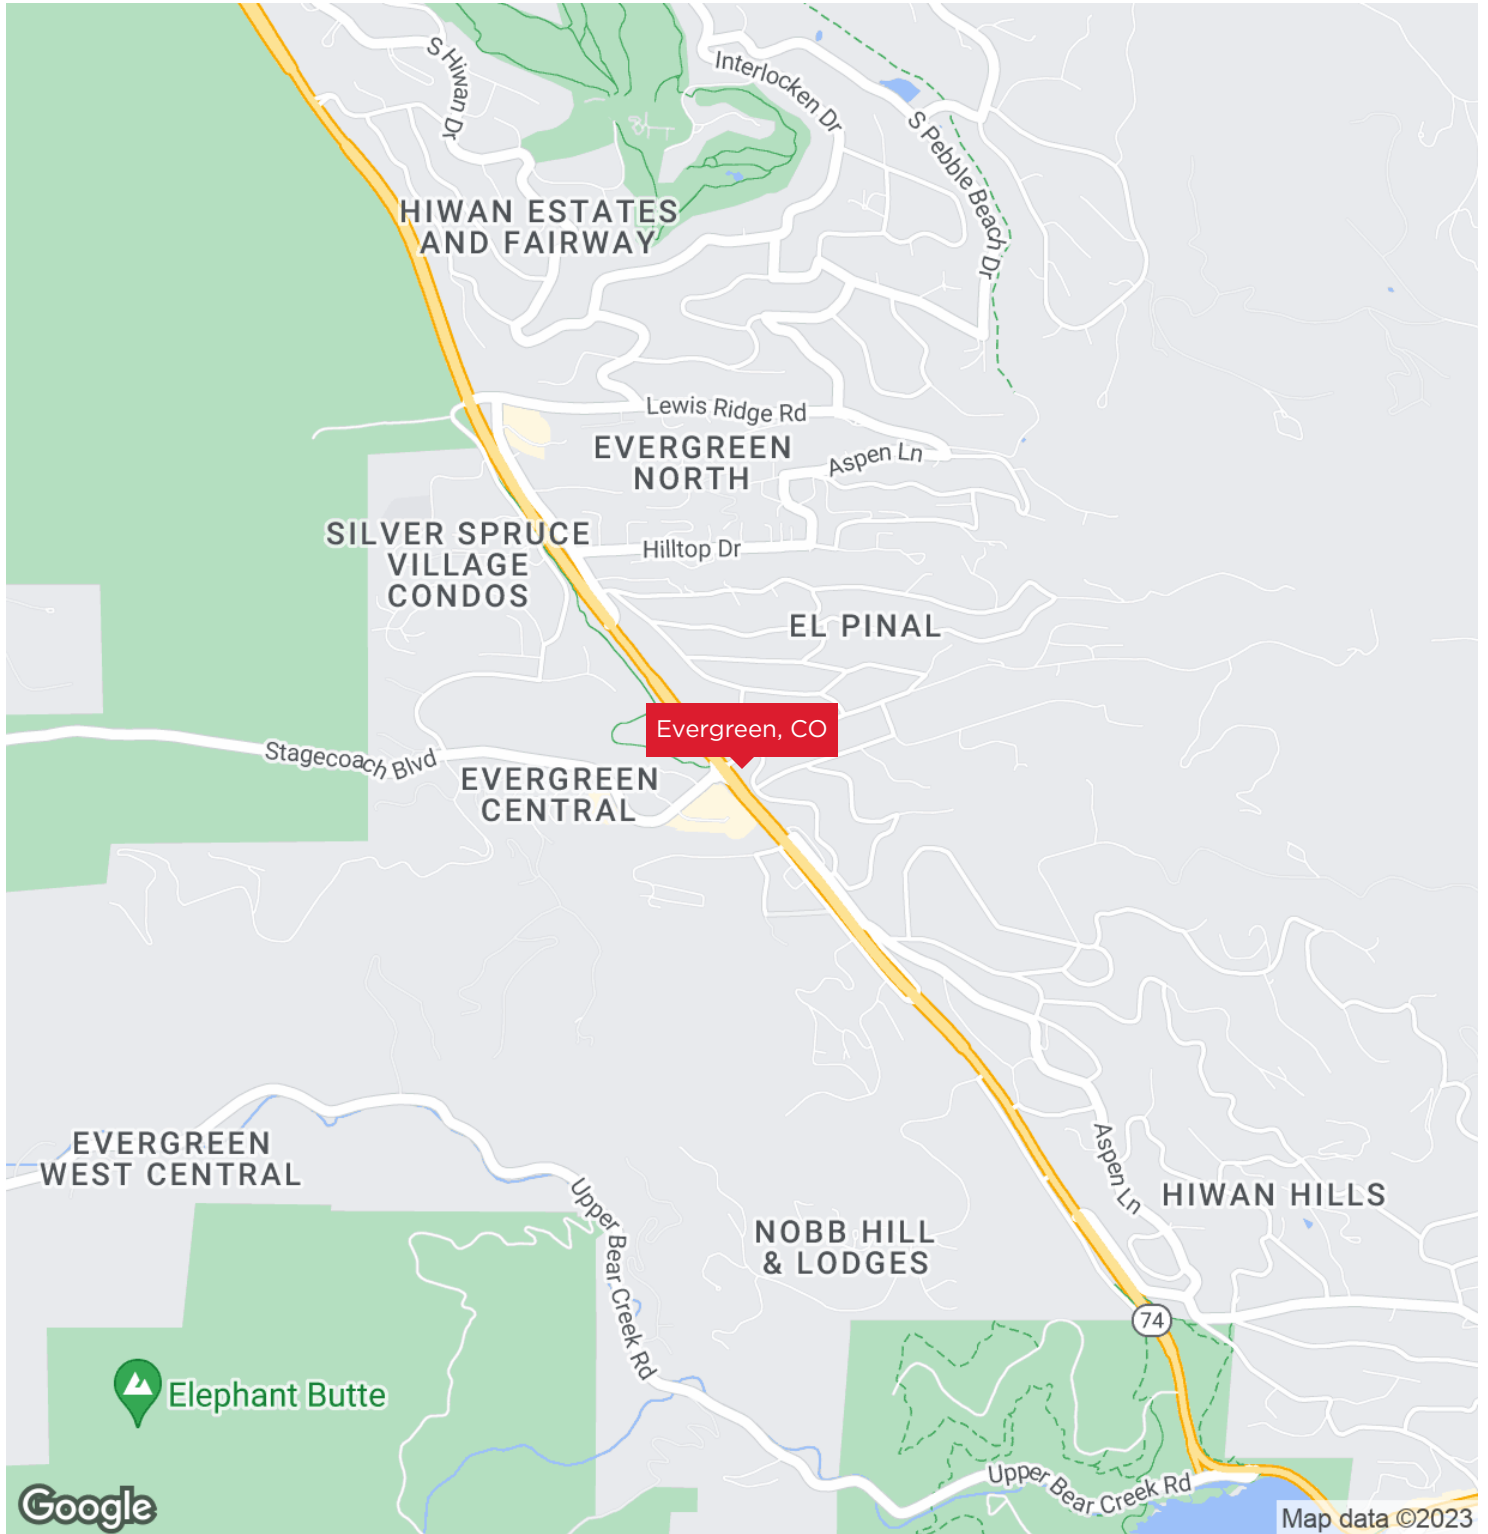 S Hiwan Dr
Interlocken Dr
S Pebble Beach Dr
HIWAN ESTATES
AND FAIRWAY
Lewis Ridge Rd
EVERGREEN
NORTH
Aspen Ln
SILVER SPRUCE
VILLAGE
CONDOS
Hilltop Dr
EL PINAL
Evergreen, CO
Stagecoach Blvd
EVERGREEN
CENTRAL
EVERGREEN
WEST CENTRAL
Aspen Ln
HIWAN HILLS
Upper Bear Creek Rd
NOBB HILL
& LODGES
74
Elephant Butte
Upper Bear Creek Rd
Google
Map data ©2023